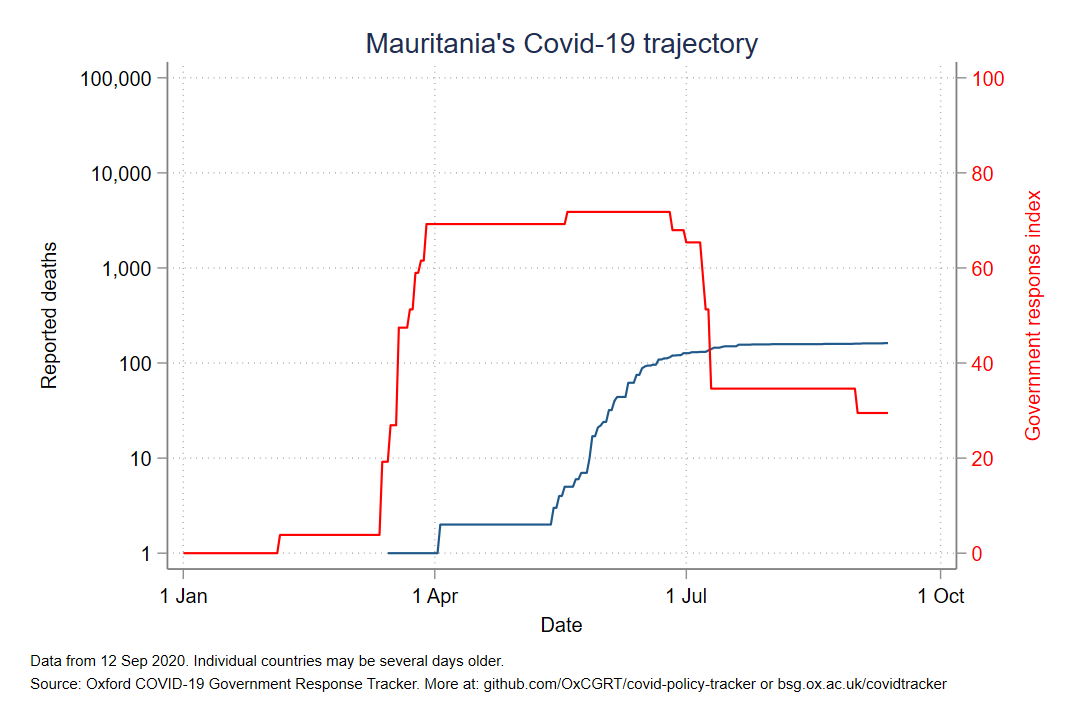 Mauritania's Covid-19 trajectory
100,000
10,000
1,000
100
10
1
Reported deaths
100
80
60
40
20
0
Government response index
1 Jan
1 Apr
1 Jul
1 Oct
Date
Data from 12 Sep 2020. Individual countries may be several days older.
Source: Oxford COVID-19 Government Response Tracker. More at: github.com/OxCGRT/covid-policy-tracker or bsg.ox.ac.uk/covidtracker